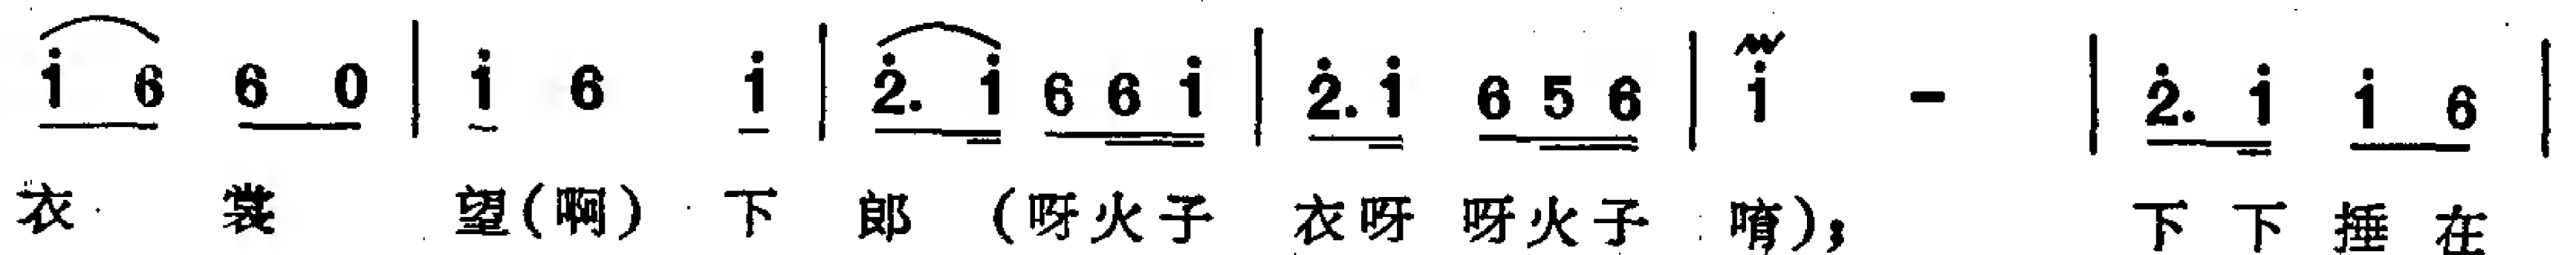 i 6 6 0 | i 6 i | 2. i 6 6 i | 2. i 6 5 6 | i - | 2. i i 6 |
衣 裳 望(啊) 下 郎 (呀火子 衣呀 呀火子 唷); 下 下 捶 在